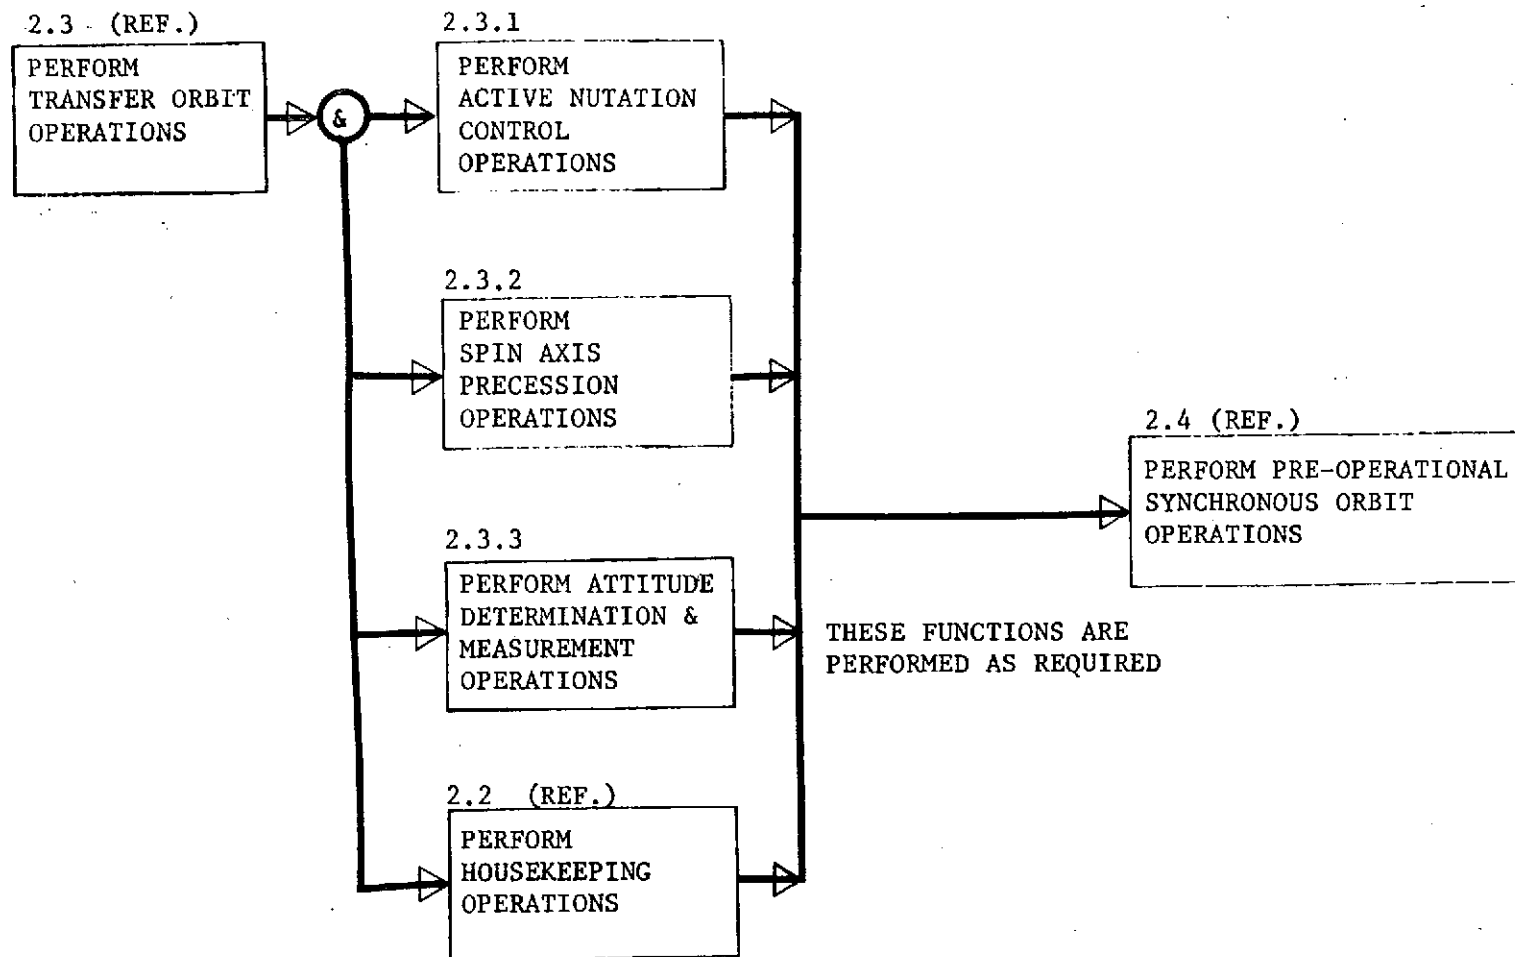 2.3 (REF.)
PERFORM
TRANSFER ORBIT
OPERATIONS
&
2.3.1
PERFORM
ACTIVE NUTATION
CONTROL
OPERATIONS
2.3.2
PERFORM
SPIN AXIS
PRECESSION
OPERATIONS
2.3.3
PERFORM ATTITUDE
DETERMINATION &
MEASUREMENT
OPERATIONS
2.2 (REF.)
PERFORM
HOUSEKEEPING
OPERATIONS
THESE FUNCTIONS ARE
PERFORMED AS REQUIRED
2.4 (REF.)
PERFORM PRE-OPERATIONAL
SYNCHRONOUS ORBIT
OPERATIONS